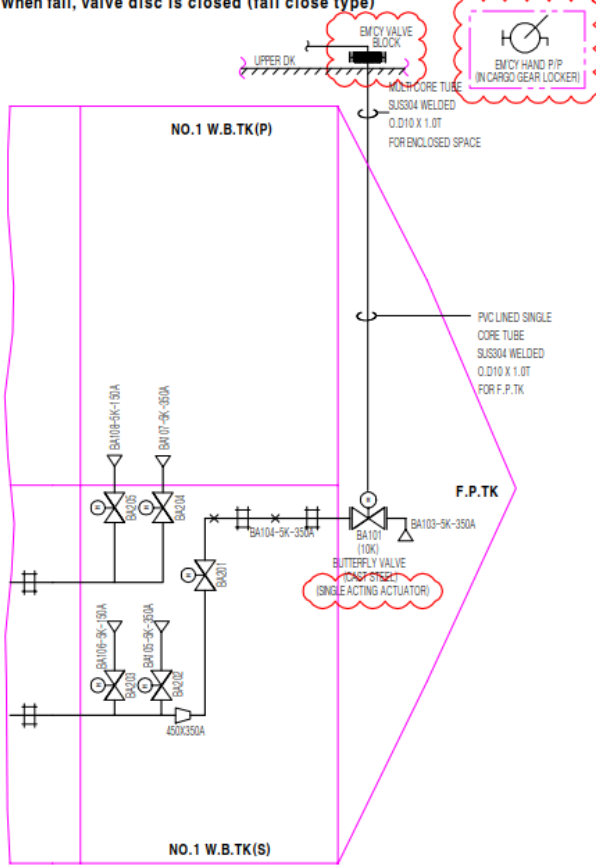 When fail, valve disc is closed (fail close type)
EM'CY VALVE
BLOCK
UPPER DK
EM'CY HAND P/P
(IN CARGO GEAR LOCKER)
MULTI CORE TUBE
SUS304 WELDED
O.D10 X 1.0T
FOR ENCLOSED SPACE
NO.1 W.B.TK(P)
PVC LINED SINGLE
CORE TUBE
SUS304 WELDED
O.D10 X 1.0T
FOR F.P.TK
BA108-5K-150A
BA107-5K-350A
F.P.TK
H
BA205
H
BA204
H
BA104-5K-350A
BA103-5K-350A
BA101
(10K)
BUTTERFLY VALVE
(CAST STEEL)
(SINGLE ACTING ACTUATOR)
H
BA201
BA106-5K-150A
BA105-5K-350A
H
BA203
H
BA202
450X350A
NO.1 W.B.TK(S)